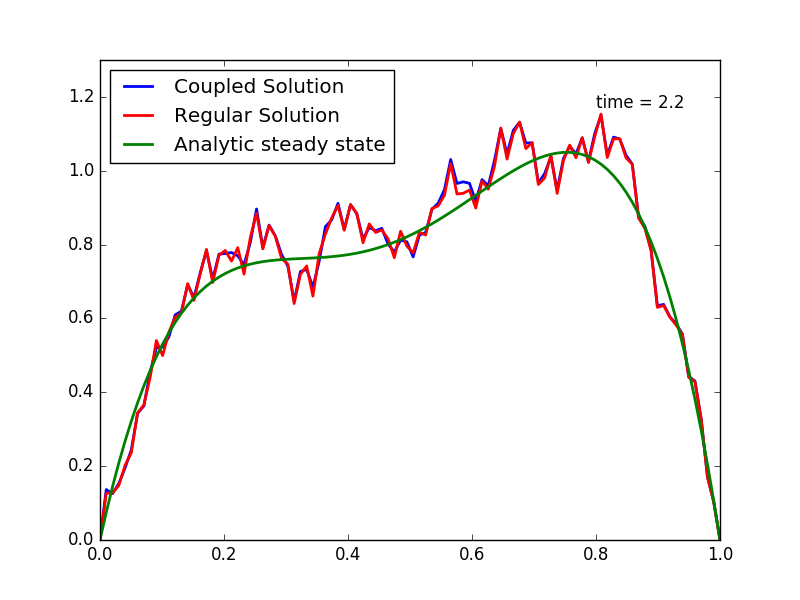 Coupled Solution
Regular Solution
Analytic steady state
time = 2.2
1.2
1.0
0.8
0.6
0.4
0.2
0.0
0.0 0.2 0.4 0.6 0.8 1.0